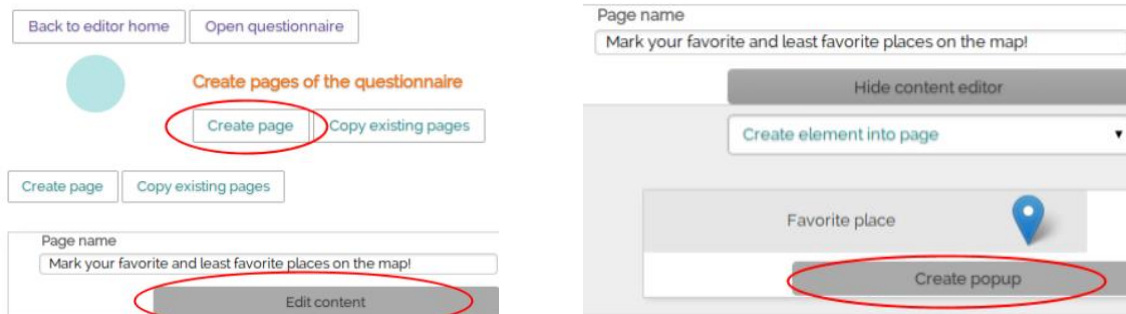 Back to editor home Open questionnaire
Create pages of the questionnaire
Create page Copy existing pages
Create page Copy existing pages
Page name
Mark your favorite and least favorite places on the map!
Edit content
Page name
Mark your favorite and least favorite places on the map!
Hide content editor
Create element into page
Favorite place
Create popup